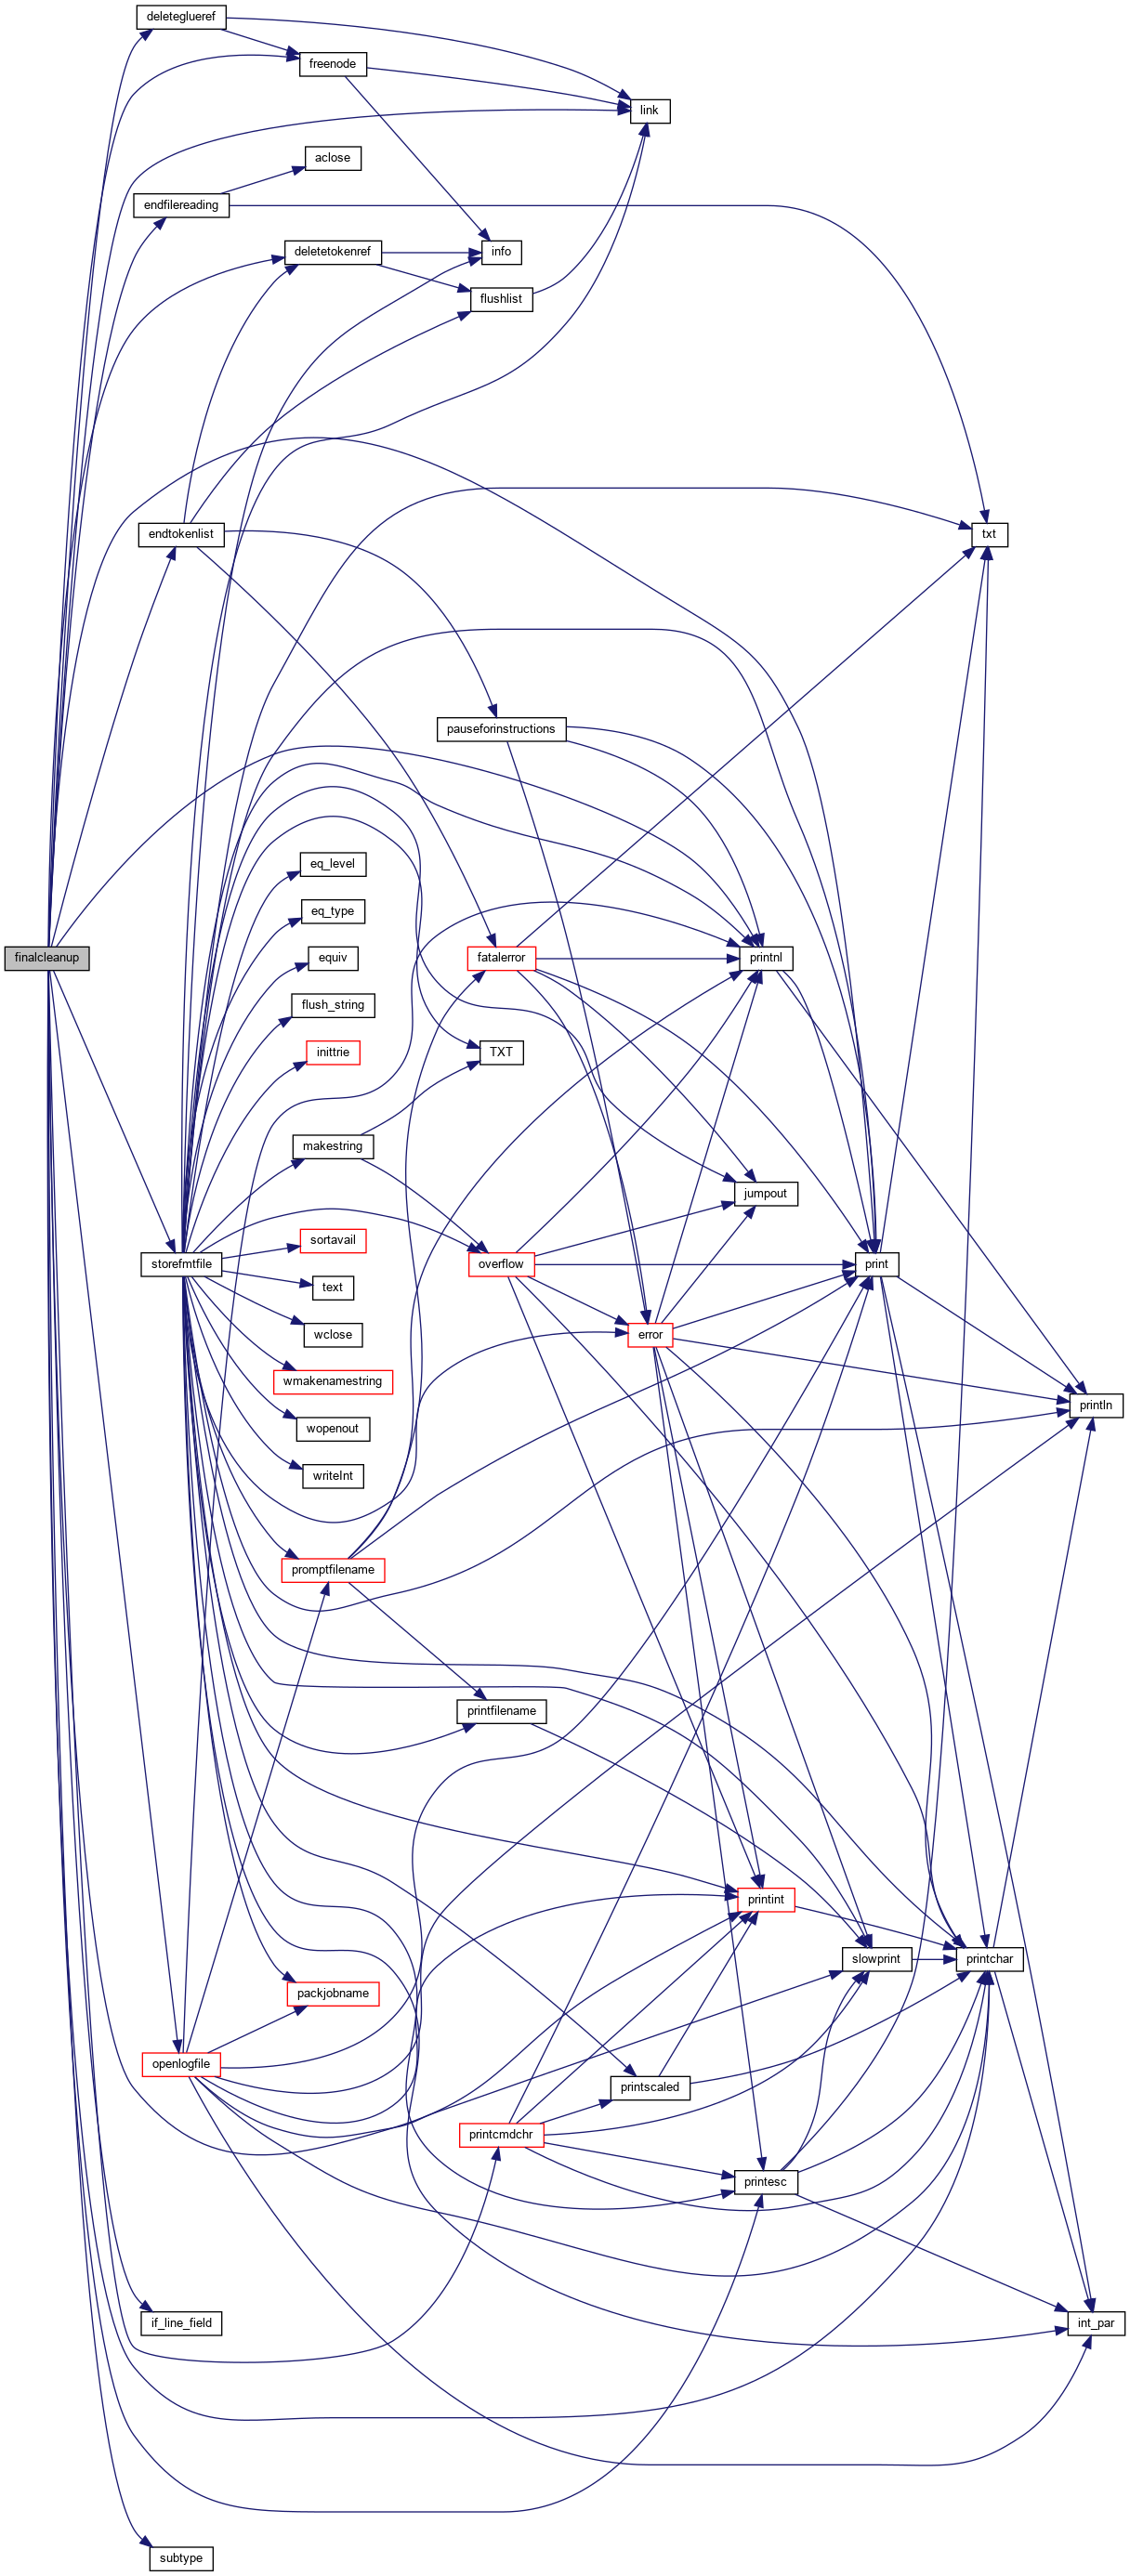 deleteglueref
freenode
link
aclose
endfilereading
deletetokenref
info
flushlist
endtokenlist
txt
pauseforinstructions
eq_level
eq_type
finalcleanup
equiv
fatalerror
printnl
flush_string
inittrie
TXT
makestring
jumpout
sortavail
storefmtfile
overflow
print
text
wclose
error
wmakenamestring
println
wopenout
writeInt
promptfilename
printfilename
printint
slowprint
printchar
packjobname
openlogfile
printscaled
printcmdchr
printesc
if_line_field
int_par
subtype